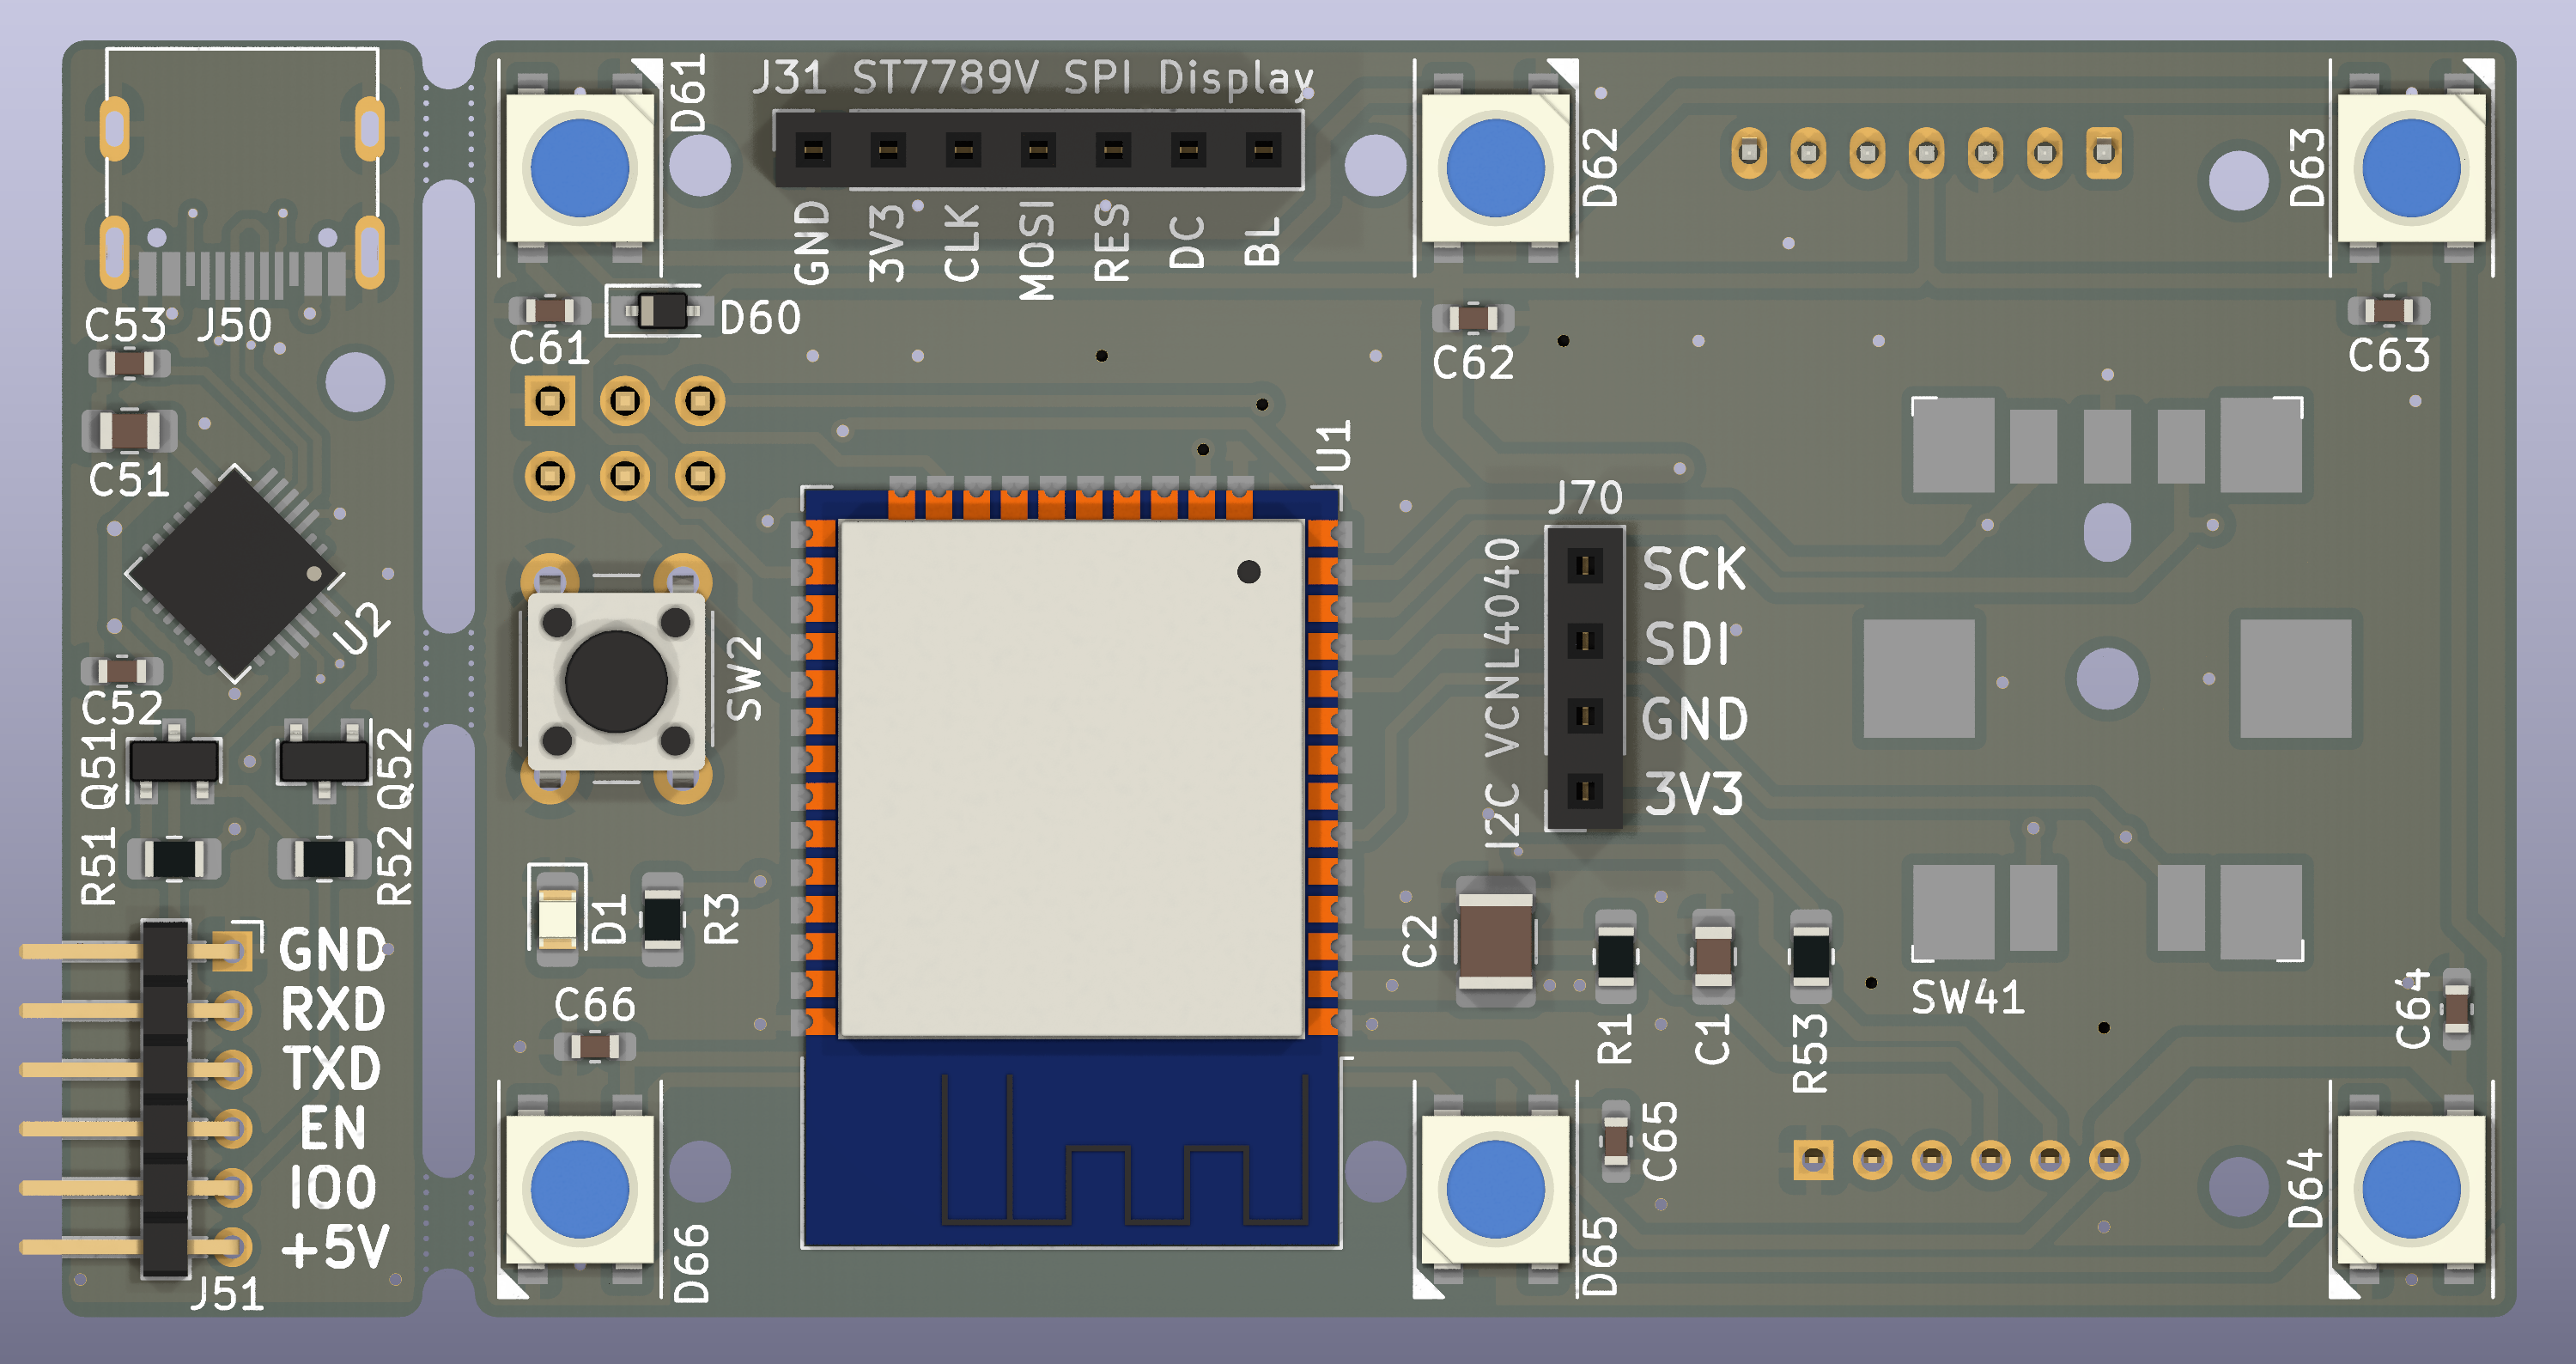 J31 ST7789V SPI Display
GND
3V3
CLK
MOSI
RES
DC
BL
D61
D62
D63
C53
J50
C61
D60
C62
C63
C51
U1
U2
C52
J70
I2C VCNL4040
SCK
SDI
GND
3V3
SW2
Q51
Q52
R51
R52
D1
R3
C2
R1
C1
R53
SW41
C64
C66
GND
RXD
TXD
EN
IO0
+5V
J51
D66
D65
C65
D64